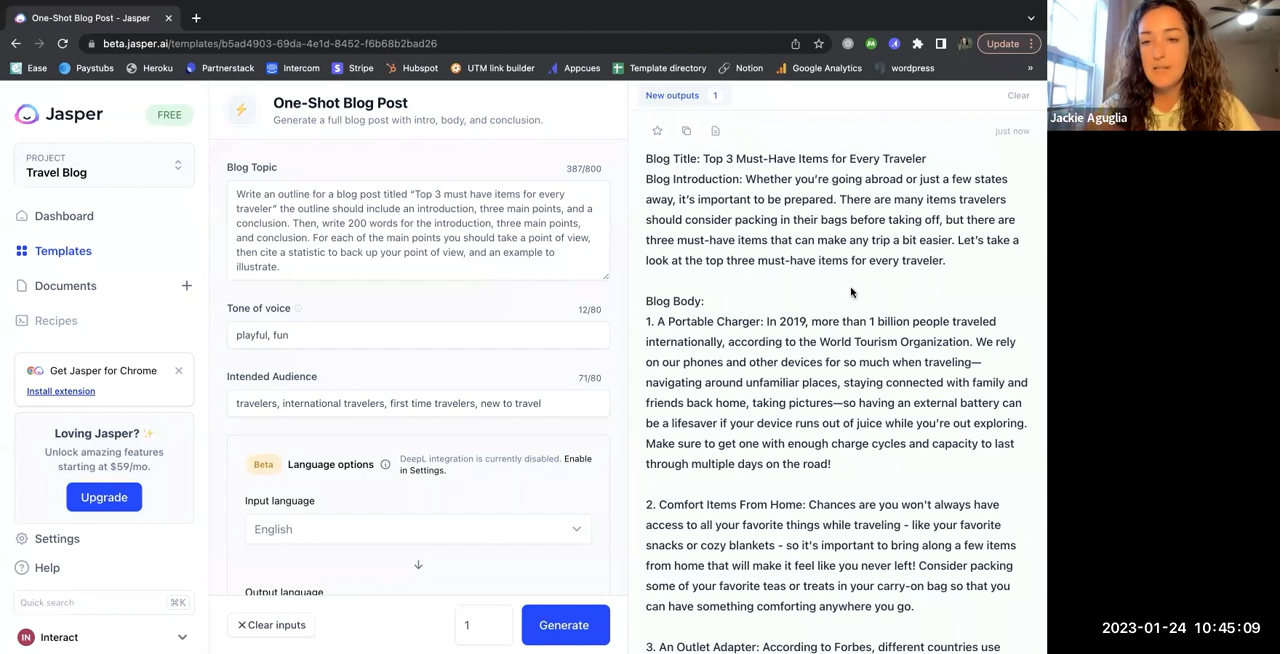 One-Shot Blog Post - Jasper
beta.jasper.ai/templates/b5ad4903-69da-4e1d-8452-f6b68b2bad26
Update
Ease
Paystubs
Heroku
Partnerstack
Intercom
Stripe
Hubspot
UTM link builder
Appcues
Template directory
Notion
Google Analytics
wordpress
»
Jackie Aguglia
Jasper
FREE
PROJECT
Travel Blog
Dashboard
Templates
Documents
Recipes
Get Jasper for Chrome
Install extension
Loving Jasper? ✨
Unlock amazing features
starting at $59/mo.
Upgrade
Settings
Help
Quick search
⌘K
IN
Interact
One-Shot Blog Post
Generate a full blog post with intro, body, and conclusion.
Blog Topic
387/800
Write an outline for a blog post titled “Top 3 must have items for every
traveler” the outline should include an introduction, three main points, and a
conclusion. Then, write 200 words for the introduction, three main points,
and conclusion. For each of the main points you should take a point of view,
then cite a statistic to back up your point of view, and an example to
illustrate.
Tone of voice
12/80
playful, fun
Intended Audience
71/80
travelers, international travelers, first time travelers, new to travel
Beta
Language options
DeepL integration is currently disabled. Enable
in Settings.
Input language
English
Output language
Clear inputs
1
Generate
New outputs
1
Clear
just now
Blog Title: Top 3 Must-Have Items for Every Traveler
Blog Introduction: Whether you’re going abroad or just a few states
away, it’s important to be prepared. There are many items travelers
should consider packing in their bags before taking off, but there are
three must-have items that can make any trip a bit easier. Let’s take a
look at the top three must-have items for every traveler.
Blog Body:
1. A Portable Charger: In 2019, more than 1 billion people traveled
internationally, according to the World Tourism Organization. We rely
on our phones and other devices for so much when traveling—
navigating around unfamiliar places, staying connected with family and
friends back home, taking pictures—so having an external battery can
be a lifesaver if your device runs out of juice while you’re out exploring.
Make sure to get one with enough charge cycles and capacity to last
through multiple days on the road!
2. Comfort Items From Home: Chances are you won't always have
access to all your favorite things while traveling - like your favorite
snacks or cozy blankets - so it's important to bring along a few items
from home that will make it feel like you never left! Consider packing
some of your favorite teas or treats in your carry-on bag so that you
can have something comforting anywhere you go.
3. An Outlet Adapter: According to Forbes, different countries use
2023-01-24 10:45:09